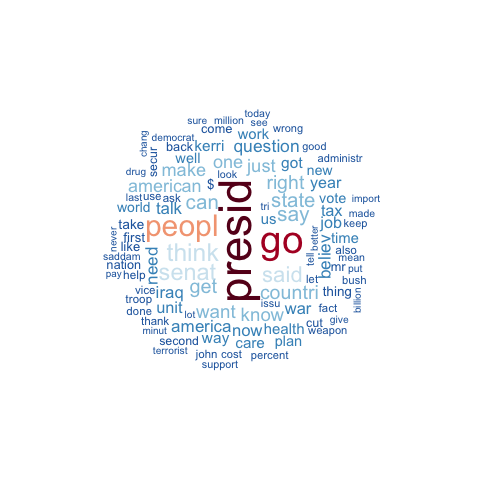 today
sure million see
come work wrong
chang democrat back kerri question good
secur well make one just got administr
drug look right new
american $ can presid tri state year
last use ask vote import
world talk us say tax made
take peopl go job keep
never first think believ better time
saddam need also
nation senat said tell mr mean
pay help get let put
vice iraq countri thing bush
troop unit want know issu war fact billion
done lot cut give
thank america now health weapon
minut second way care plan
terrorist john cost percent
support